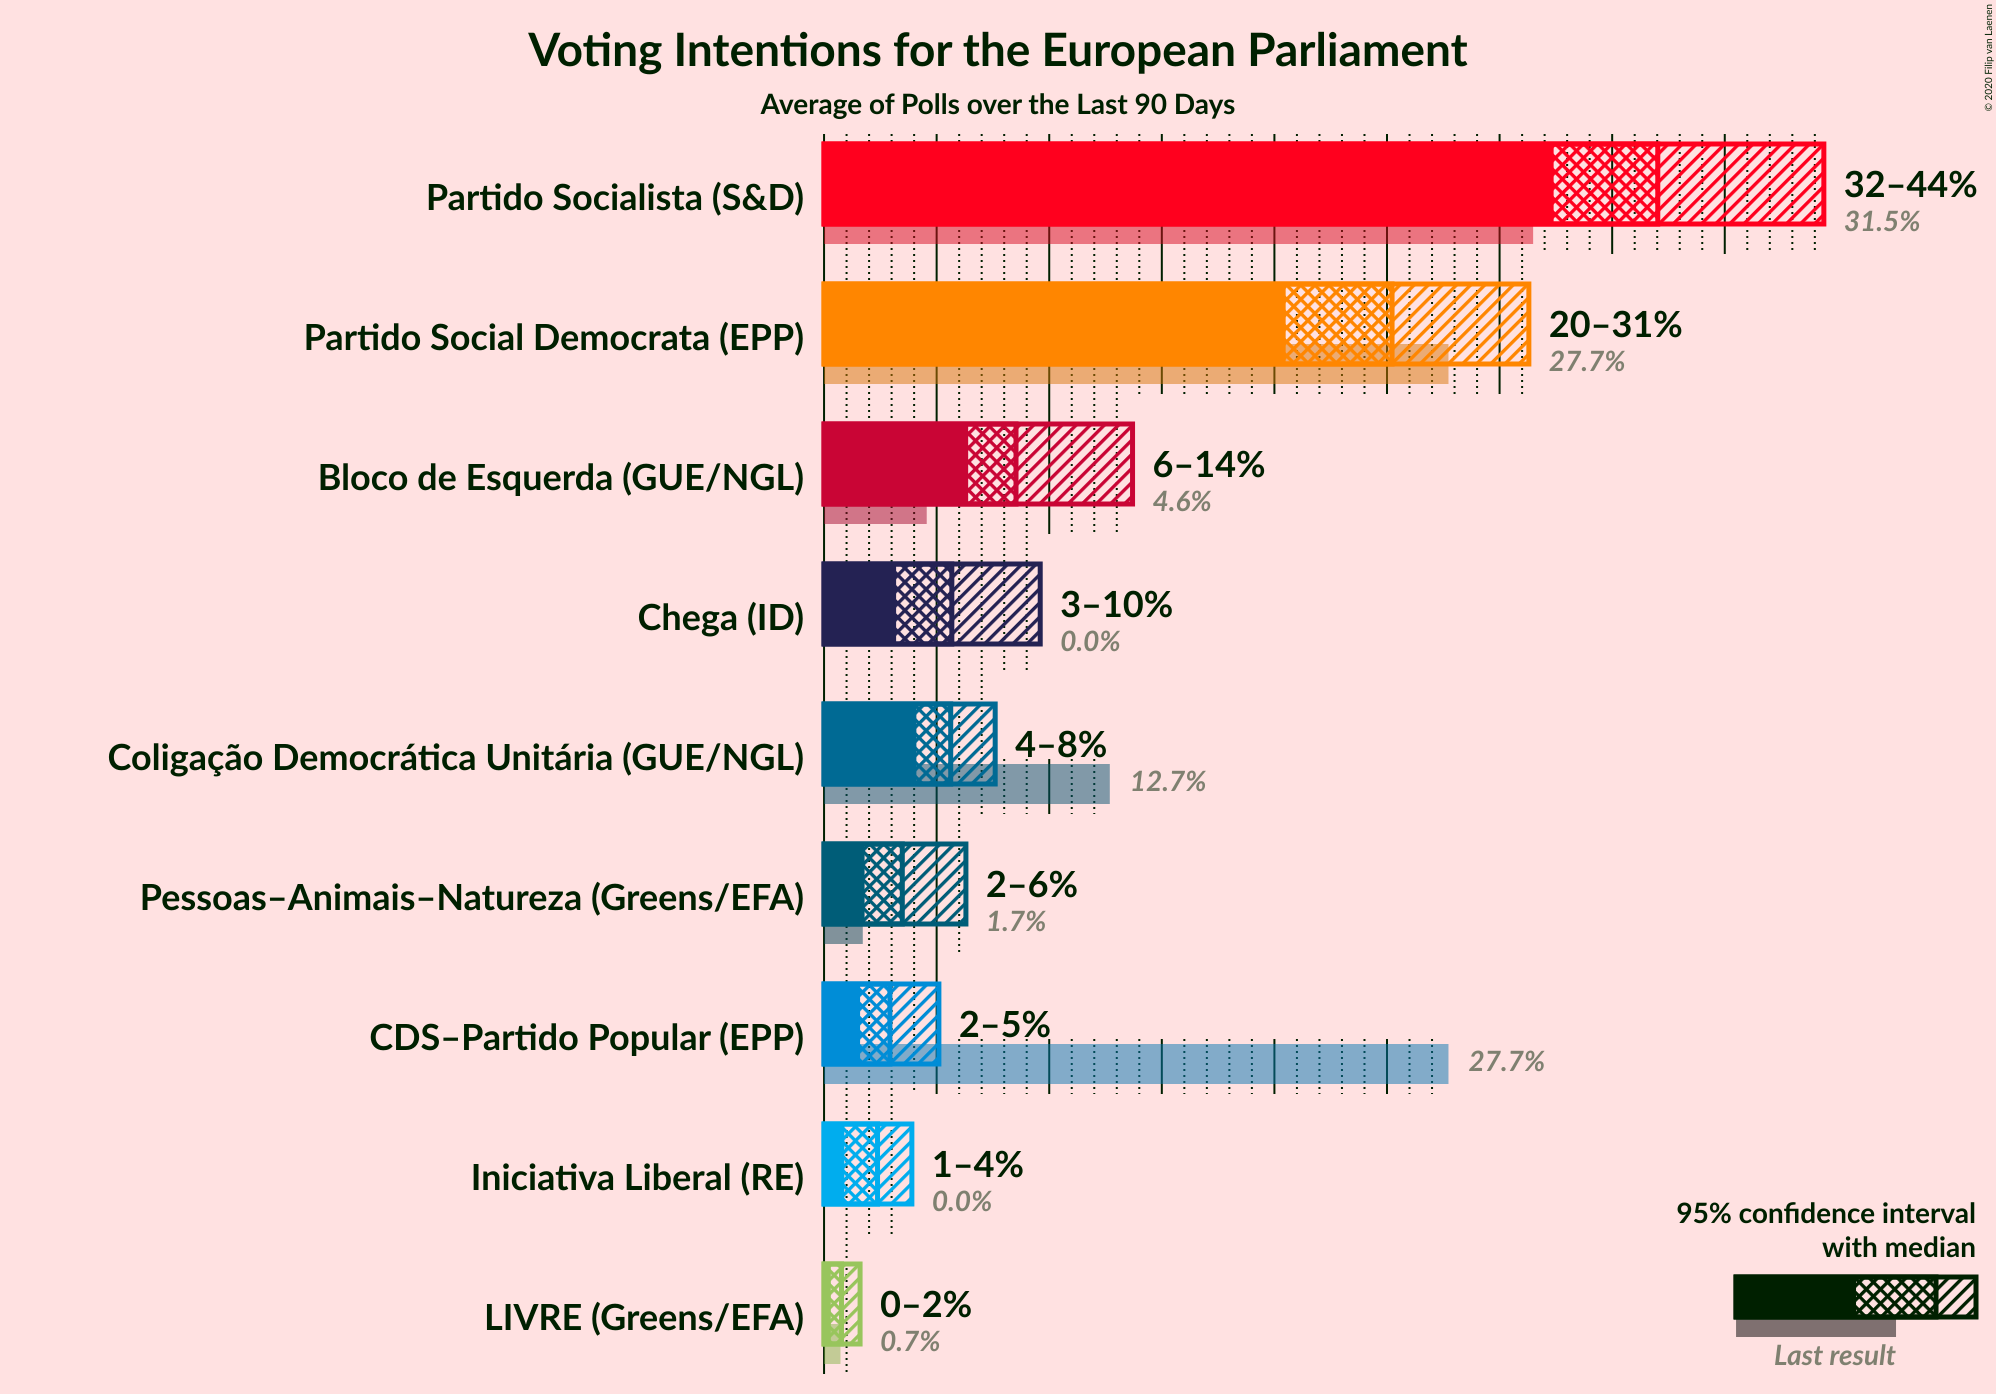 © 2020 Filip van Laenen
Voting Intentions for the European Parliament
Average of Polls over the Last 90 Days
Partido Socialista (S&D)
32–44%
31.5%
Partido Social Democrata (EPP)
20–31%
27.7%
Bloco de Esquerda (GUE/NGL)
6–14%
4.6%
Chega (ID)
3–10%
0.0%
Coligação Democrática Unitária (GUE/NGL)
4–8%
12.7%
Pessoas–Animais–Natureza (Greens/EFA)
2–6%
1.7%
CDS–Partido Popular (EPP)
2–5%
27.7%
Iniciativa Liberal (RE)
1–4%
0.0%
LIVRE (Greens/EFA)
0–2%
0.7%
95% confidence interval
with median
Last result